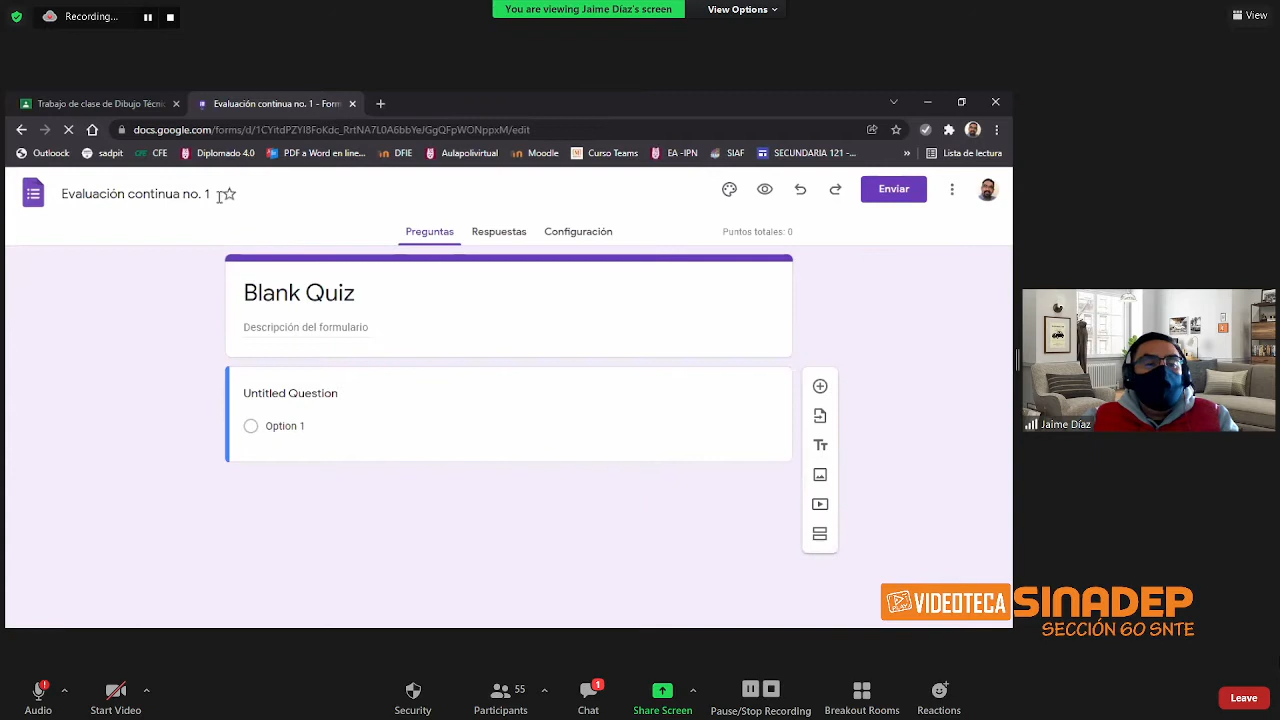 Recording...
You are viewing Jaime Díaz's screen
View Options
View
Trabajo de clase de Dibujo Técni
Evaluación continua no. 1 - Form
docs.google.com/forms/d/1CYitdPZYI8FoKdc_RrtNA7L0A6bbYeJGgQFpWONppxM/edit
Outloock
sadpit
CFE
CFE
Diplomado 4.0
PDF a Word en líne...
DFIE
Aulapolivirtual
Moodle
Curso Teams
EA -IPN
SIAF
SECUNDARIA 121 -...
»
Lista de lectura
Evaluación continua no. 1
Enviar
Preguntas
Respuestas
Configuración
Puntos totales: 0
Blank Quiz
Descripción del formulario
Untitled Question
Option 1
Tt
Jaime Díaz
VIDEOTECA
SINADEP
SECCIÓN 60 SNTE
Audio
Start Video
Security
55
Participants
1
Chat
Share Screen
Pause/Stop Recording
Breakout Rooms
Reactions
Leave